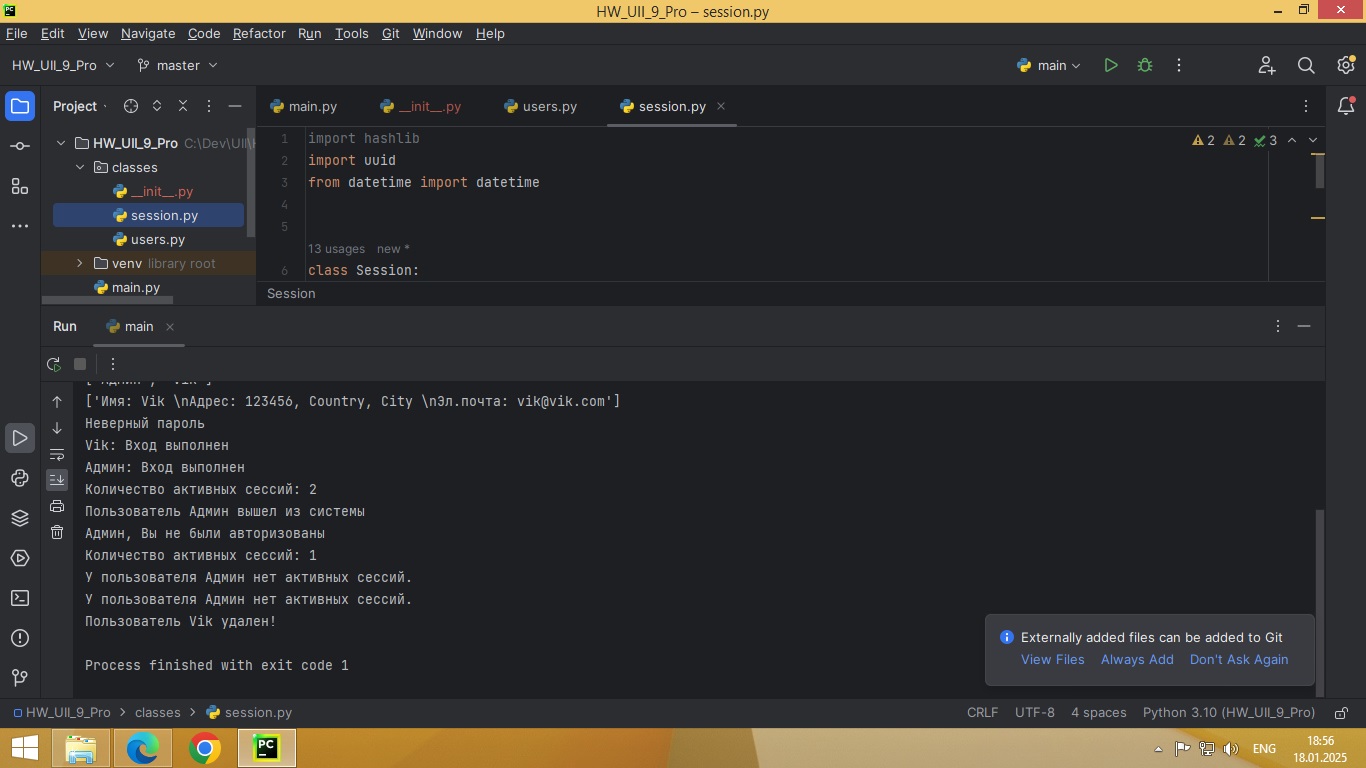 PC
HW_UII_9_Pro – session.py
File Edit View Navigate Code Refactor Run Tools Git Window Help
HW_UII_9_Pro master main
Project
main.py __init__.py users.py session.py
HW_UII_9_Pro C:\Dev\UII\
classes
__init__.py
session.py
users.py
venv library root
main.py
1 import hashlib
2 import uuid
3 from datetime import datetime
4
5
13 usages new *
6 class Session:
2 2 3
Session
Run main
['Имя: Vik \nАдрес: 123456, Country, City \nЭл.почта: vik@vik.com']
Неверный пароль
Vik: Вход выполнен
Админ: Вход выполнен
Количество активных сессий: 2
Пользователь Админ вышел из системы
Админ, Вы не были авторизованы
Количество активных сессий: 1
У пользователя Админ нет активных сессий.
У пользователя Админ нет активных сессий.
Пользователь Vik удален!
Process finished with exit code 1
Externally added files can be added to Git
View Files Always Add Don't Ask Again
HW_UII_9_Pro > classes > session.py
CRLF UTF-8 4 spaces Python 3.10 (HW_UII_9_Pro)
PC
ENG
18:56
18.01.2025